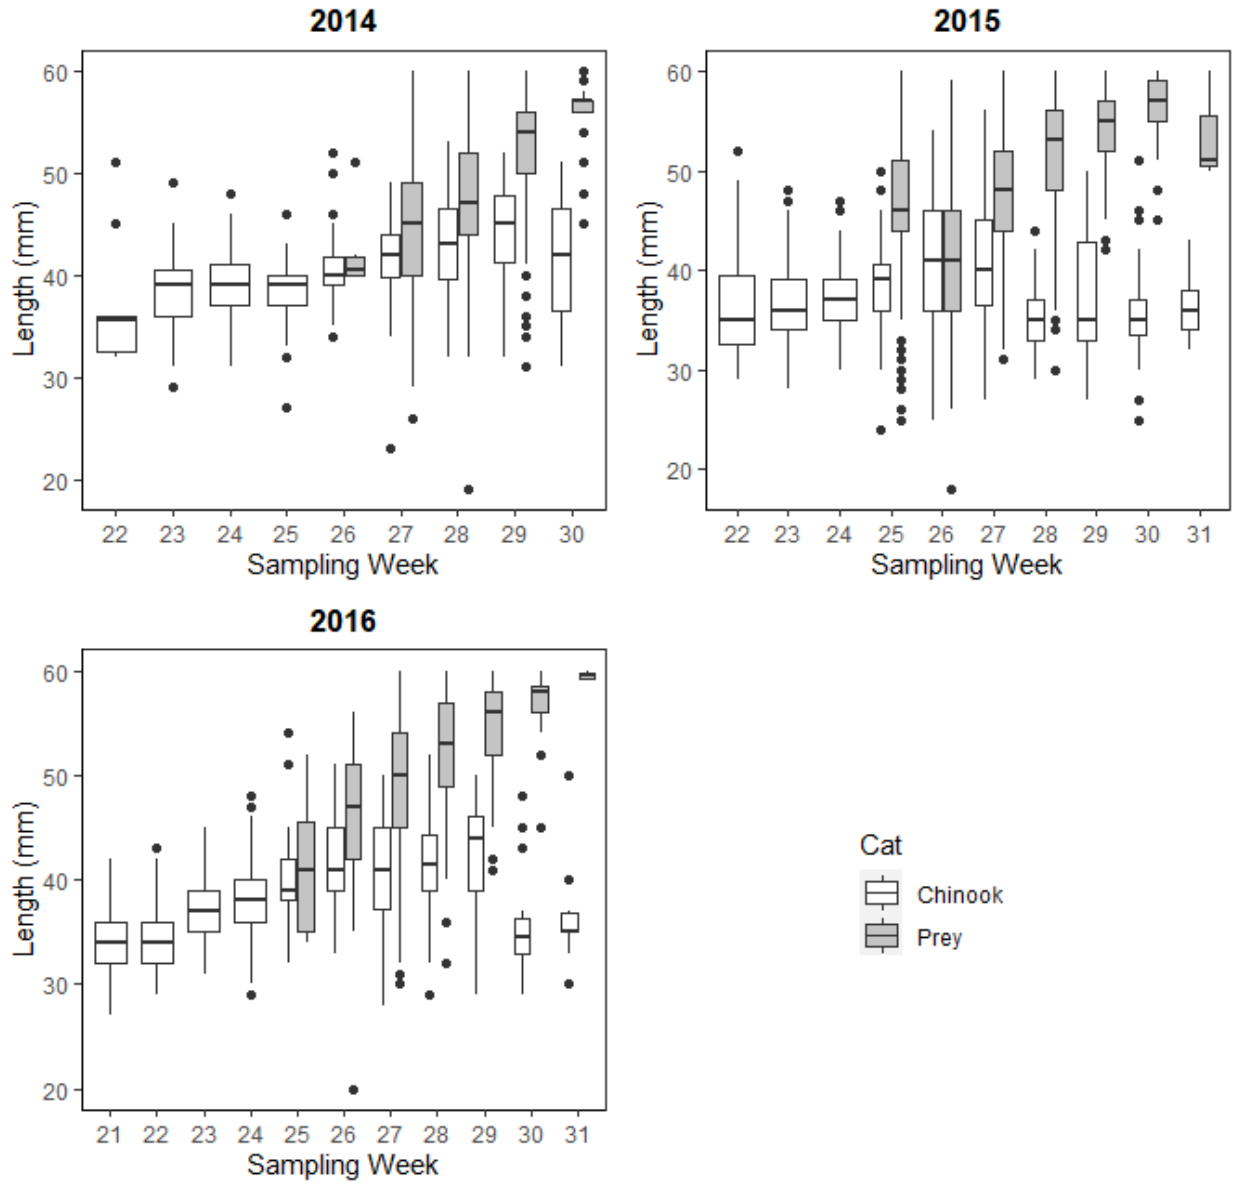 2014
60
50
40
30
20
Length (mm)
22 23 24 25 26 27 28 29 30
Sampling Week
2015
60
50
40
30
20
Length (mm)
22 23 24 25 26 27 28 29 30 31
Sampling Week
2016
60
50
40
30
20
Length (mm)
21 22 23 24 25 26 27 28 29 30 31
Sampling Week
Cat
Chinook
Prey